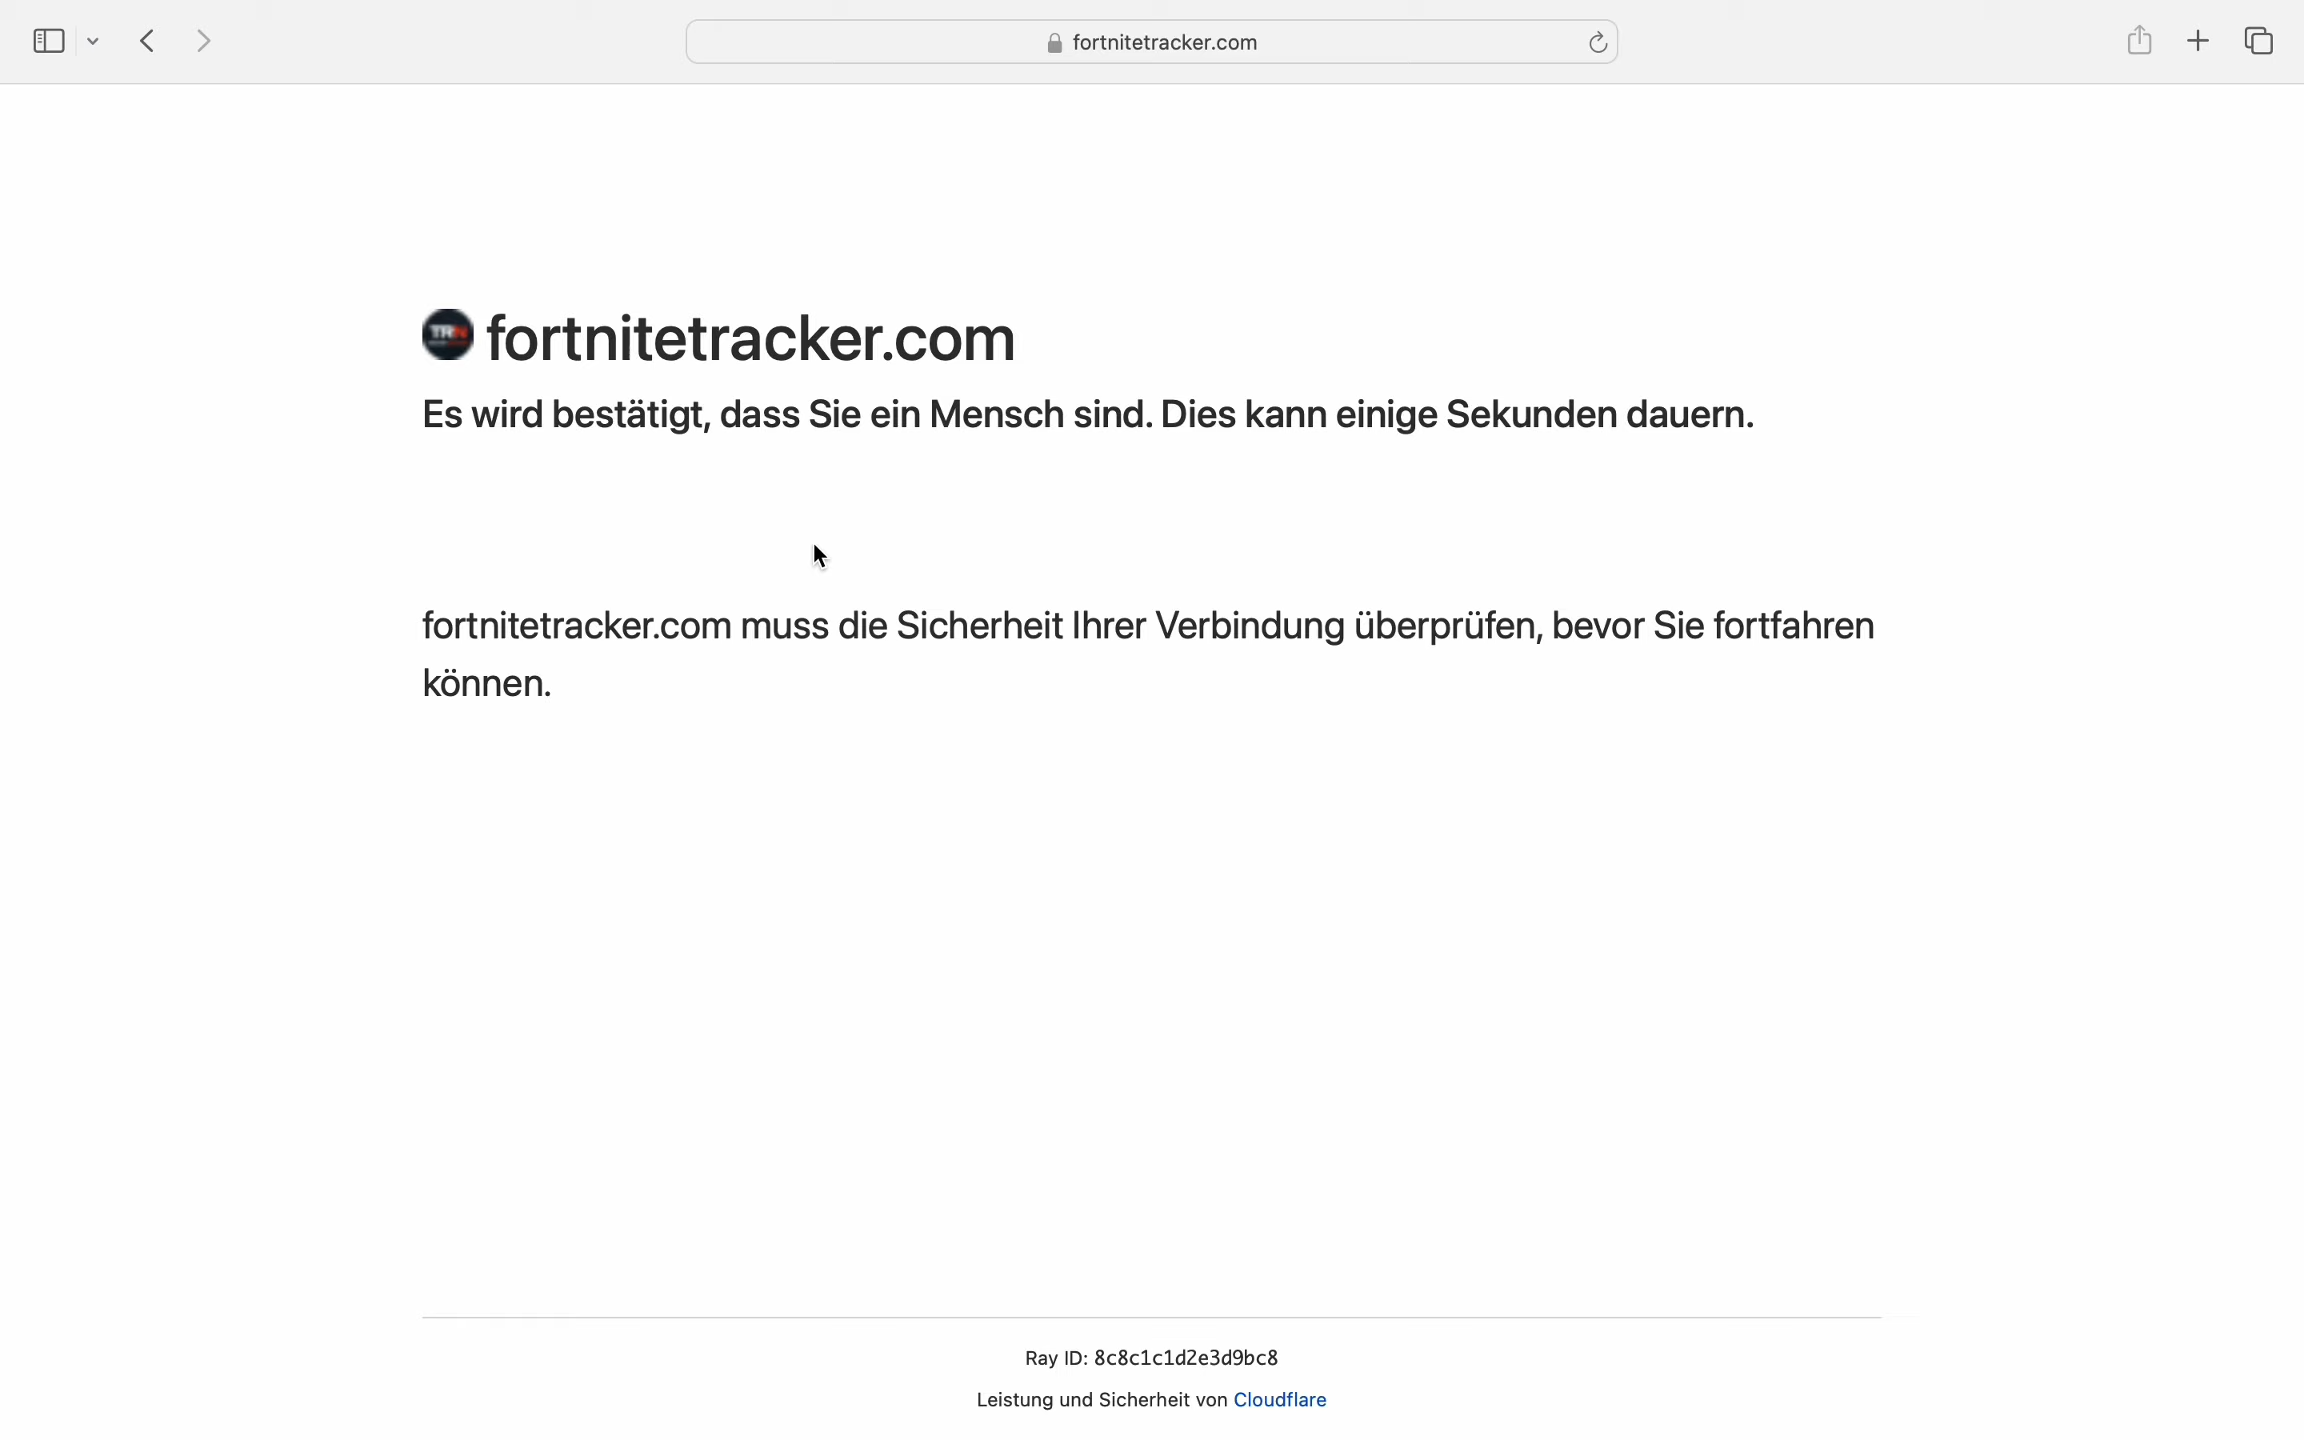 fortnitetracker.com
TRN
fortnitetracker.com
Es wird bestätigt, dass Sie ein Mensch sind. Dies kann einige Sekunden dauern.
fortnitetracker.com muss die Sicherheit Ihrer Verbindung überprüfen, bevor Sie fortfahren
können.
Ray ID: 8c8c1c1d2e3d9bc8
Leistung und Sicherheit von Cloudflare